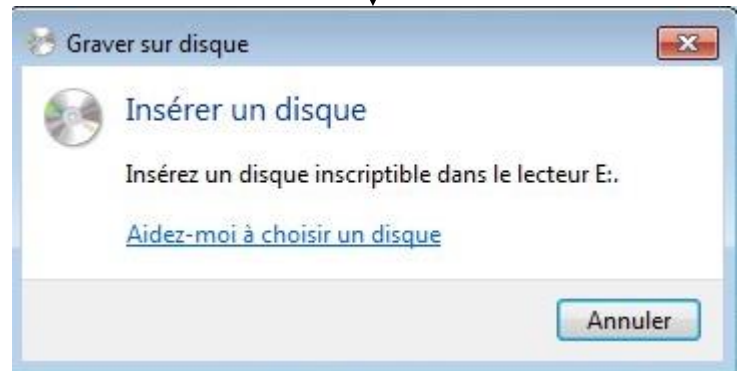 Graver sur disque
Insérer un disque
Insérez un disque inscriptible dans le lecteur E:.
Aidez-moi à choisir un disque
Annuler